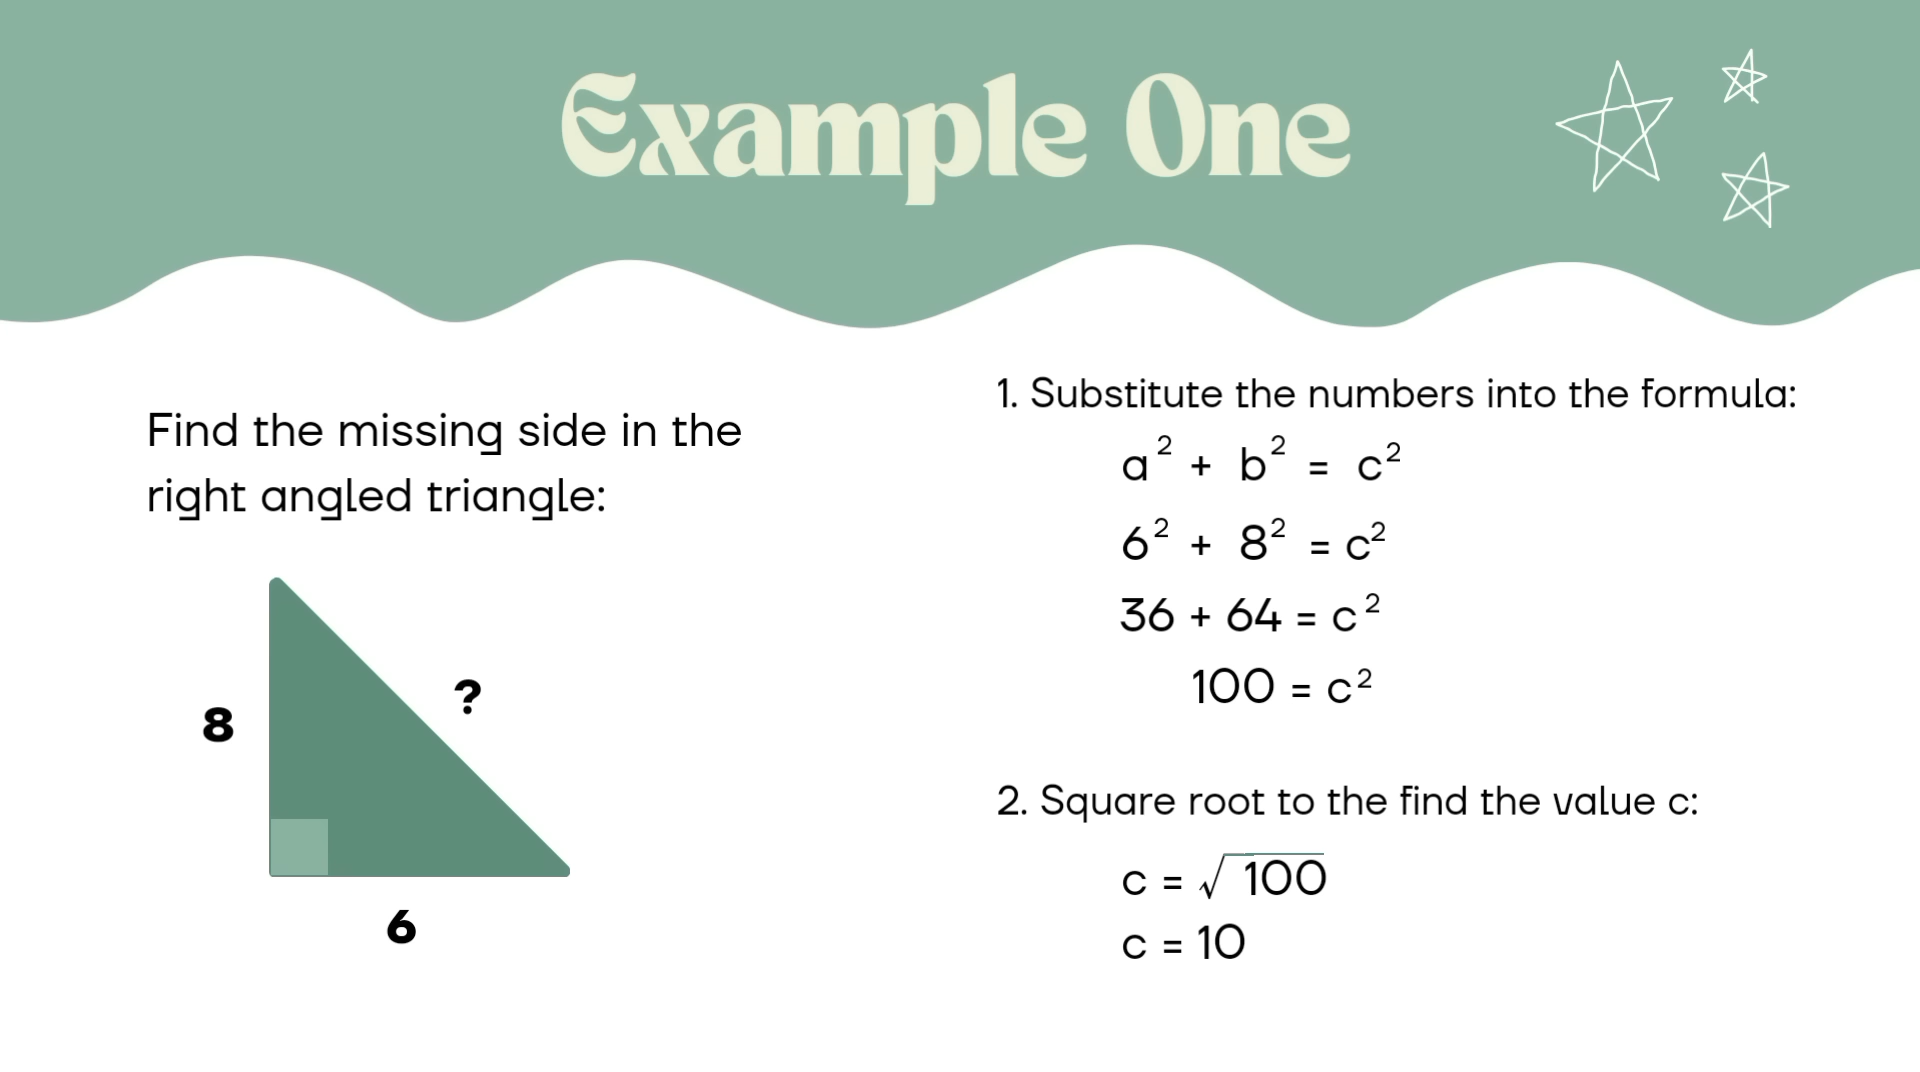 Example One
Find the missing side in the
right angled triangle:
8
?
6
1. Substitute the numbers into the formula:
a² + b² = c²
6² + 8² = c²
36 + 64 = c²
100 = c²
2. Square root to the find the value c:
c = √100
c = 10